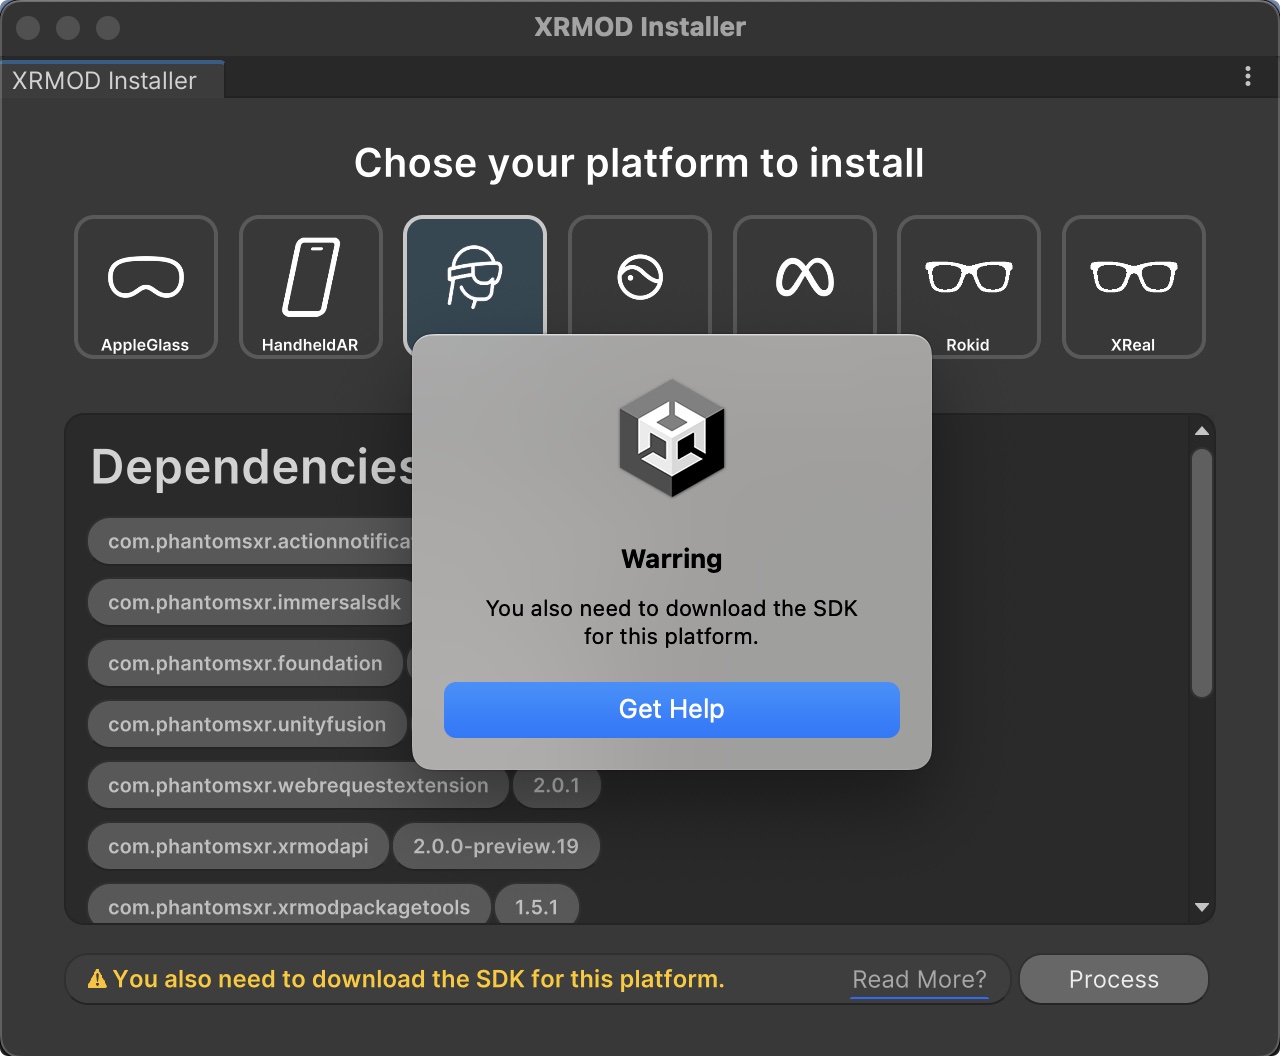 XRMOD Installer
XRMOD Installer
Chose your platform to install
AppleGlass
HandheldAR
Rokid
XReal
Dependencies
com.phantomsxr.immersalsdk
com.phantomsxr.foundation
com.phantomsxr.unityfusion
com.phantomsxr.webrequestextension 2.0.1
com.phantomsxr.xrmodapi 2.0.0-preview.19
com.phantomsxr.xrmodpackagetools 1.5.1
Warring
You also need to download the SDK
for this platform.
Get Help
You also need to download the SDK for this platform.
Read More?
Process